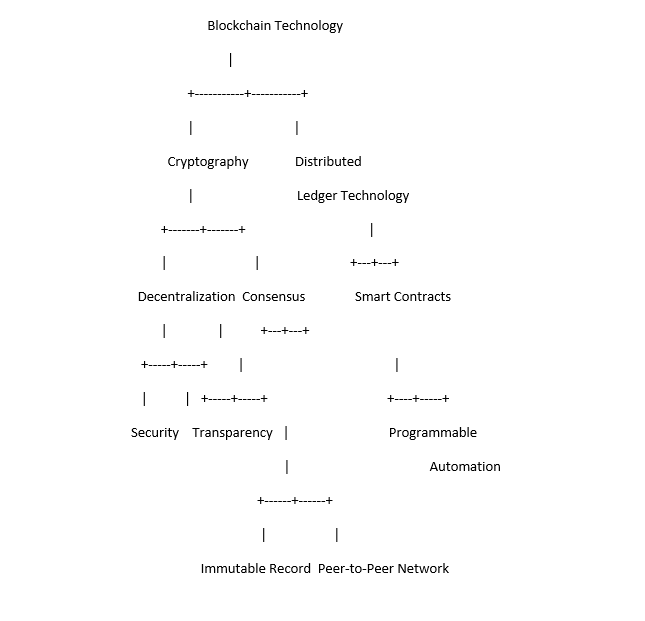 Blockchain Technology
|
+-----------+-----------+
| |
Cryptography Distributed
| Ledger Technology
+-------+-------+ |
| | +---+---+
Decentralization Consensus Smart Contracts
| | +---+---+
+-----+-----+ | |
| | +-----+-----+ +----+-----+
Security Transparency | Programmable
| Automation
+------+------+
| |
Immutable Record Peer-to-Peer Network